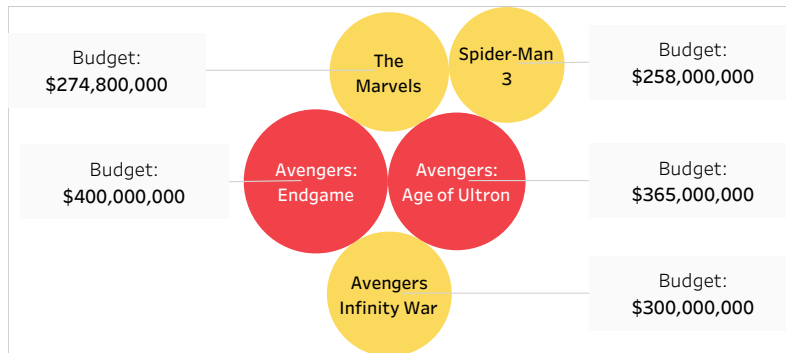 Budget:
$274,800,000
The
Marvels
Spider-Man
3
Budget:
$258,000,000
Budget:
$400,000,000
Avengers:
Endgame
Avengers:
Age of Ultron
Budget:
$365,000,000
Avengers
Infinity War
Budget:
$300,000,000